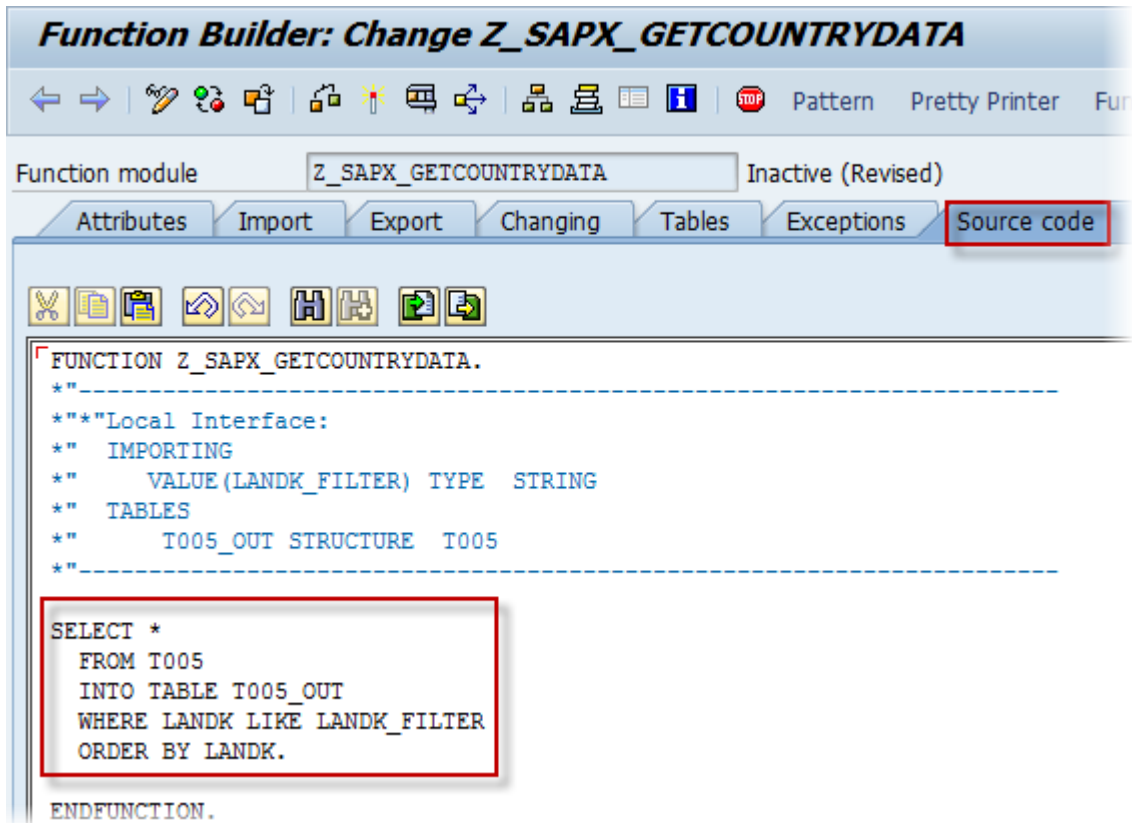 Function Builder: Change Z_SAPX_GETCOUNTRYDATA
STOP Pattern Pretty Printer
Function module Z_SAPX_GETCOUNTRYDATA Inactive (Revised)
Attributes Import Export Changing Tables Exceptions Source code
FUNCTION Z_SAPX_GETCOUNTRYDATA.
*"----------------------------------------------------------------------
*"*"Local Interface:
*"  IMPORTING
*"     VALUE(LANDK_FILTER) TYPE  STRING
*"  TABLES
*"      T005_OUT STRUCTURE  T005
*"----------------------------------------------------------------------
SELECT *
  FROM T005
  INTO TABLE T005_OUT
  WHERE LANDK LIKE LANDK_FILTER
  ORDER BY LANDK.
ENDFUNCTION.